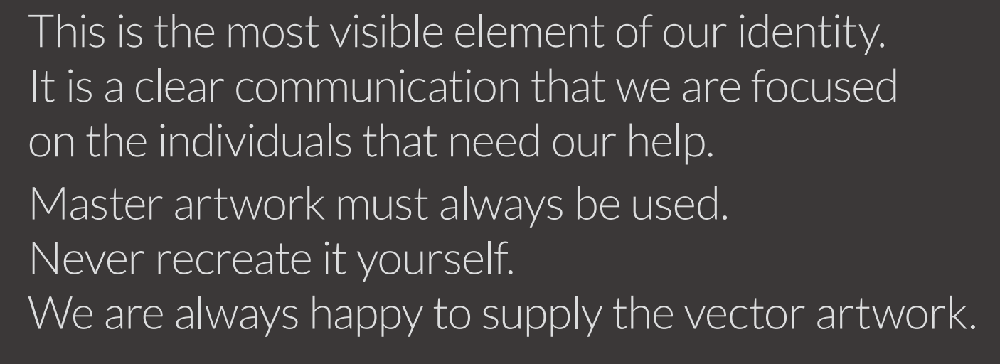 This is the most visible element of our identity.
It is a clear communication that we are focused
on the individuals that need our help.
Master artwork must always be used.
Never recreate it yourself.
We are always happy to supply the vector artwork.